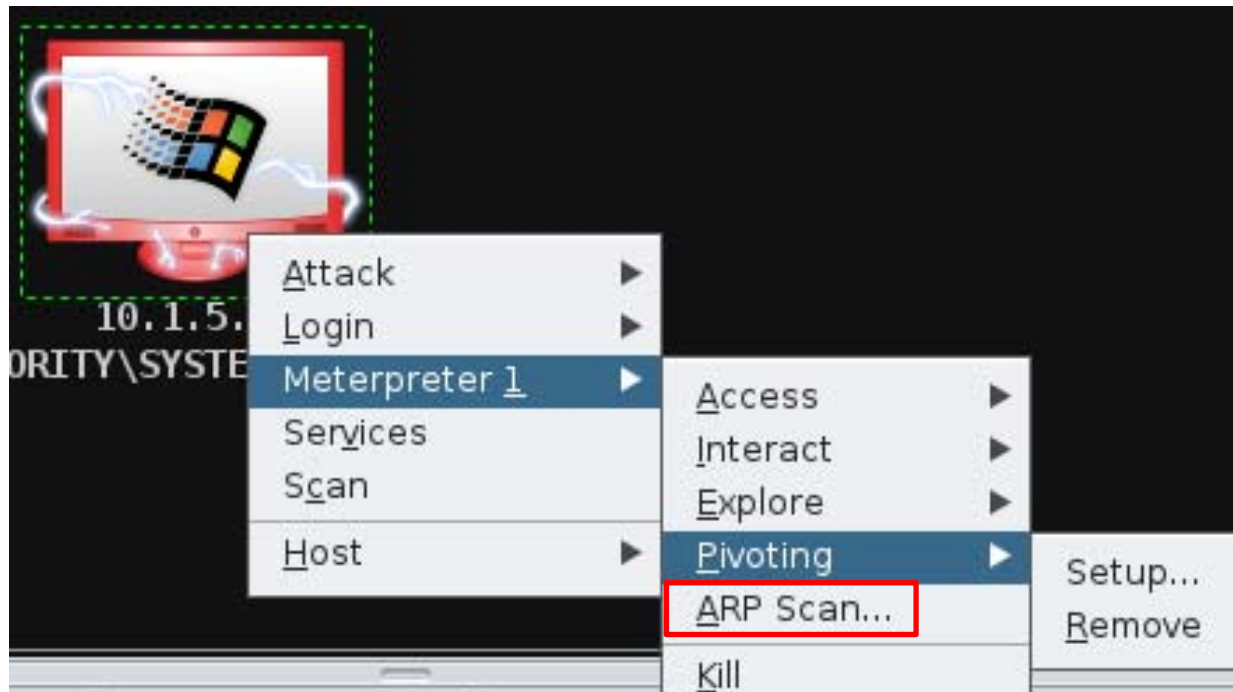 10.1.5.
ORITY\SYSTE
Attack
Login
Meterpreter 1
Services
Scan
Host
Access
Interact
Explore
Pivoting
ARP Scan...
Kill
Setup...
Remove